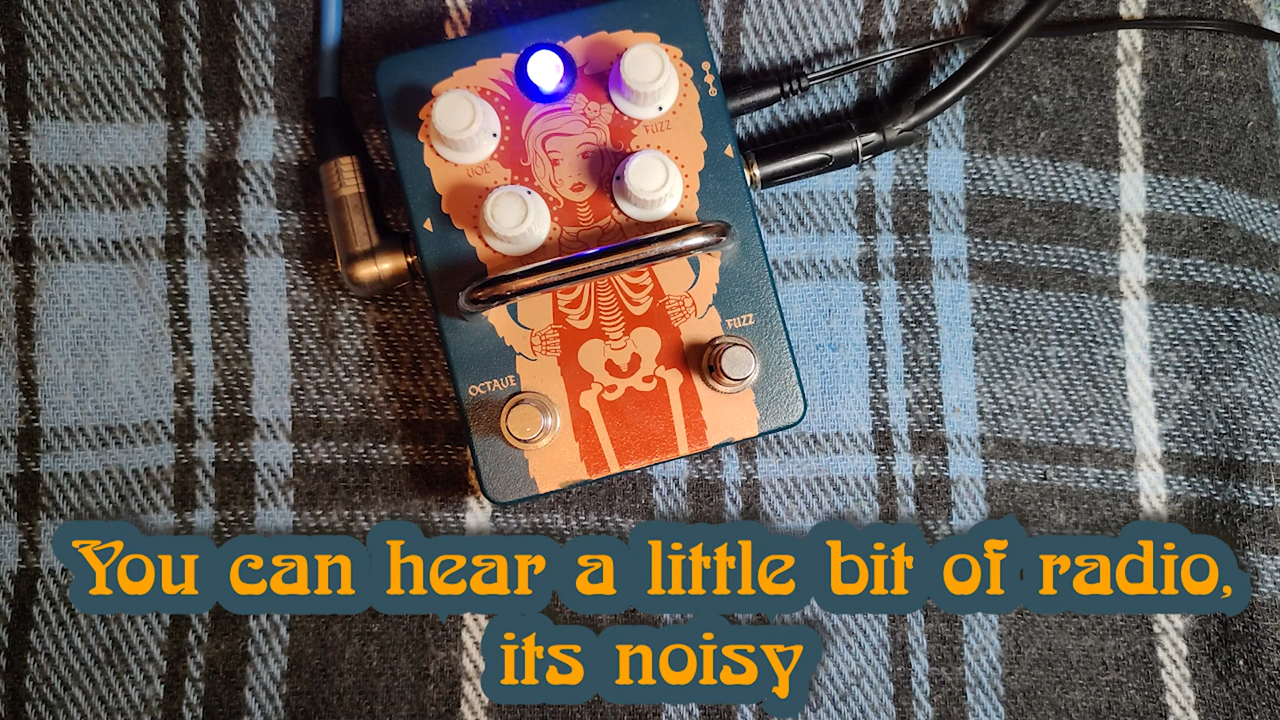 VOL
FUZZ
FUZZ
OCTAVE
You can hear a little bit of radio,
its noisy